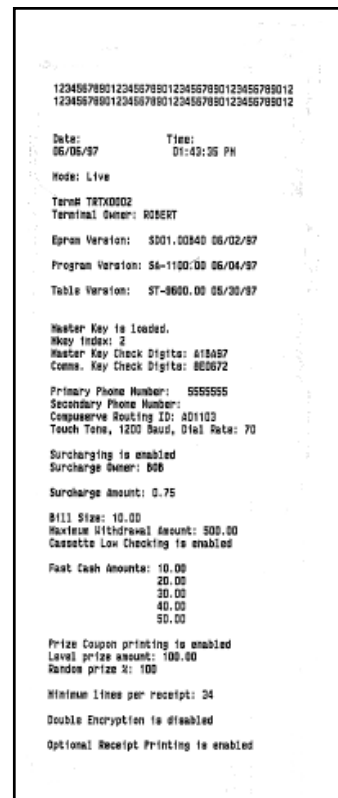 123456789012345678901234567890123456789012
123456789012345678901234567890123456789012
Date: Time:
06/06/97 01:43:35 PM
Mode: Live
Term# TRTX0002
Terminal Owner: ROBERT
Eprom Version: SD01.00B4D 06/02/97
Program Version: SA-1100.00 06/04/97
Table Version: ST-9600.00 05/30/97
Master Key is loaded.
Mkey index: 2
Master Key Check Digits: A18A97
Comms. Key Check Digits: BE0672
Primary Phone Number: 5555555
Secondary Phone Number:
Compuserve Routing ID: AD1103
Touch Tone, 1200 Baud, Dial Rate: 70
Surcharging is enabled
Surcharge Owner: BOB
Surcharge Amount: 0.75
Bill Size: 10.00
Maximum Withdrawal Amount: 500.00
Cassette Low Checking is enabled
Fast Cash Amounts: 10.00
20.00
30.00
40.00
50.00
Prize Coupon printing is enabled
Level prize amount: 100.00
Random prize %: 100
Minimum lines per receipt: 34
Double Encryption is disabled
Optional Receipt Printing is enabled